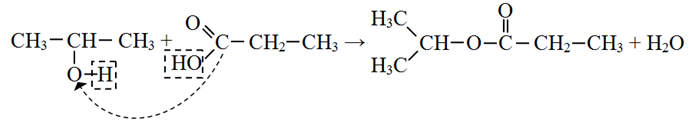 CH₃−CH−CH₃ + HO−C(=O)−CH₂−CH₃ → (H₃C)(H₃C)CH−O−C(=O)−CH₂−CH₃ + H₂O
O−H